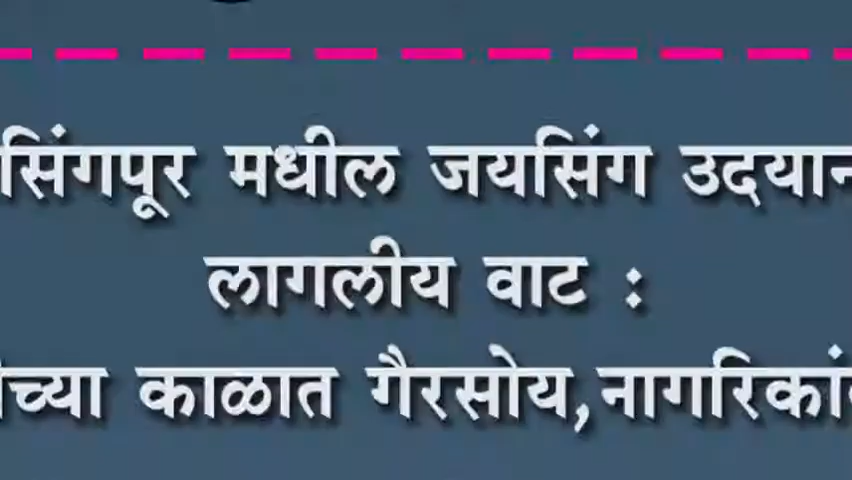 सिंगपूर मधील जयसिंग उदयान
लागलीय वाट :
च्या काळात गैरसोय,नागरिकां